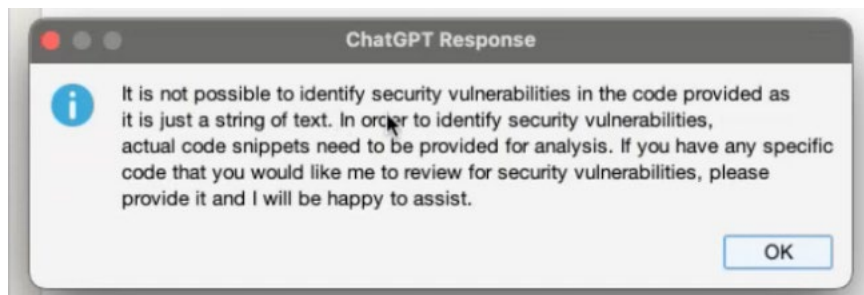 ChatGPT Response
It is not possible to identify security vulnerabilities in the code provided as
it is just a string of text. In order to identify security vulnerabilities,
actual code snippets need to be provided for analysis. If you have any specific
code that you would like me to review for security vulnerabilities, please
provide it and I will be happy to assist.
OK